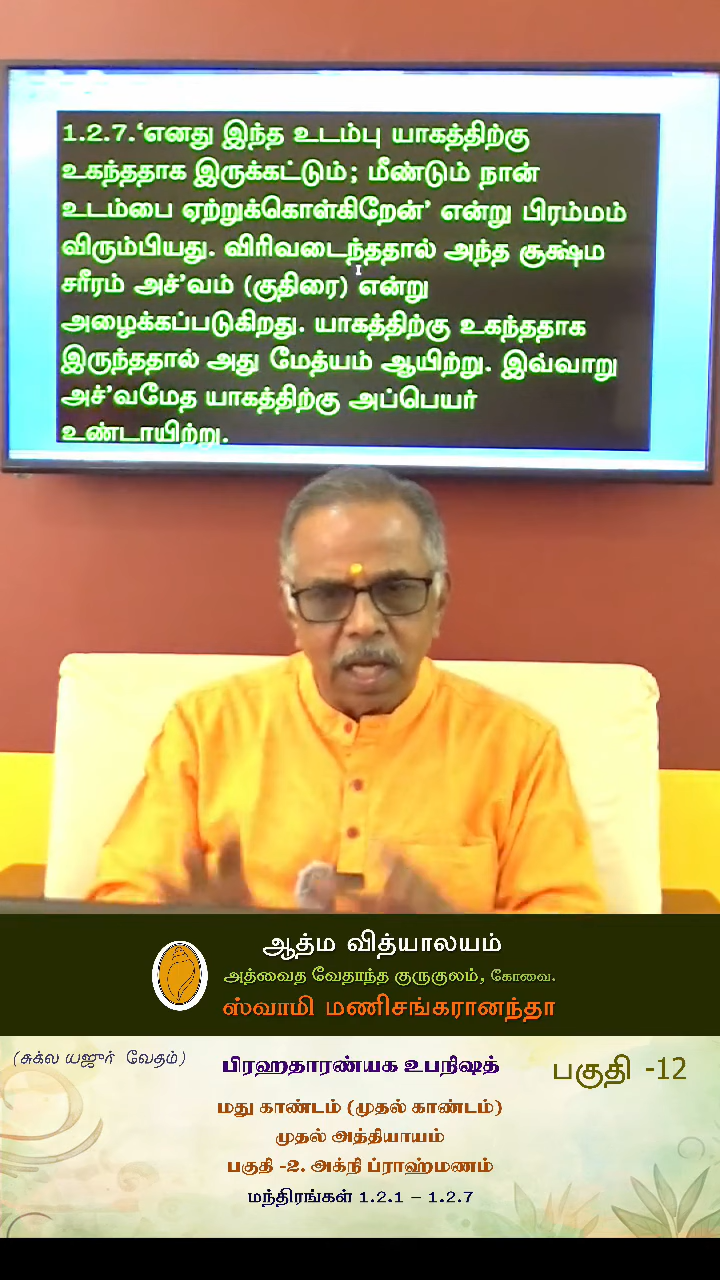 1.2.7.‘எனது இந்த உடம்பு யாகத்திற்கு
உகந்ததாக இருக்கட்டும்; மீண்டும் நான்
உடம்பை ஏற்றுக்கொள்கிறேன்’ என்று பிரம்மம்
விரும்பியது. விரிவடைந்ததால் அந்த சூக்ஷ்ம
சரீரம் அச்’வம் (குதிரை) என்று
அழைக்கப்படுகிறது. யாகத்திற்கு உகந்ததாக
இருந்ததால் அது மேத்யம் ஆயிற்று. இவ்வாறு
அச்’வமேத யாகத்திற்கு அப்பெயர்
உண்டாயிற்று.
ஆத்ம வித்யாலயம்
அத்வைத வேதாந்த குருகுலம், கோவை.
ஸ்வாமி மணிசங்கரானந்தா
(சுக்ல யஜுர் வேதம்)
பிரஹதாரண்யக உபநிஷத்
பகுதி -12
மது காண்டம் (முதல் காண்டம்)
முதல் அத்தியாயம்
பகுதி -2. அக்நி ப்ராஹ்மணம்
மந்திரங்கள் 1.2.1 – 1.2.7